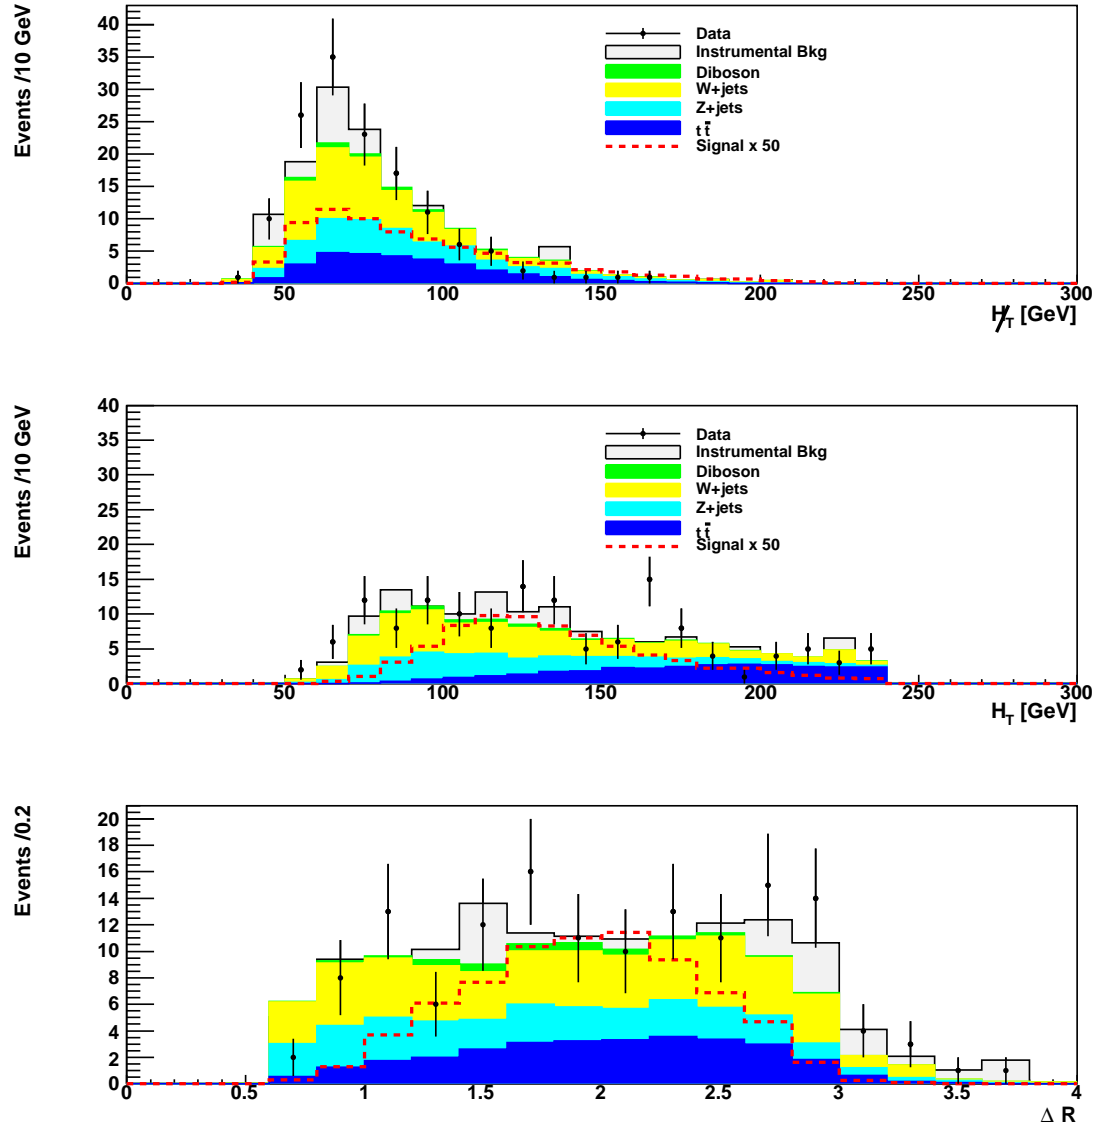 Events /10 GeV
40
35
30
25
20
15
10
5
0
Data
Instrumental Bkg
Diboson
W+jets
Z+jets
t t̄
Signal x 50
0 50 100 150 200 250 300
H̸_T [GeV]
Events /10 GeV
40
35
30
25
20
15
10
5
0
Data
Instrumental Bkg
Diboson
W+jets
Z+jets
t t̄
Signal x 50
0 50 100 150 200 250 300
H_T [GeV]
Events /0.2
20
18
16
14
12
10
8
6
4
2
0
0 0.5 1 1.5 2 2.5 3 3.5 4
Δ R